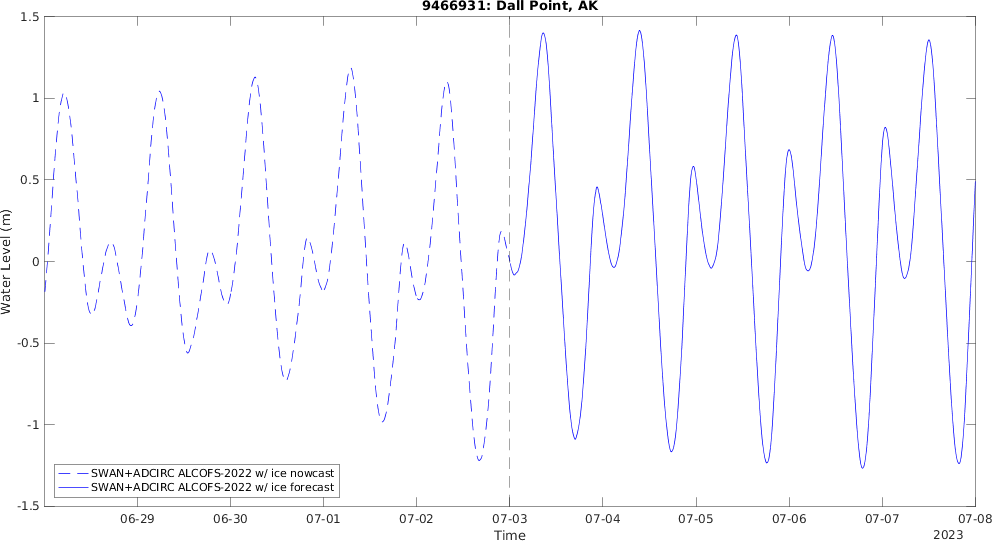 9466931: Dall Point, AK
1.5
1
0.5
0
-0.5
-1
-1.5
Water Level (m)
SWAN+ADCIRC ALCOFS-2022 w/ ice nowcast
SWAN+ADCIRC ALCOFS-2022 w/ ice forecast
06-29 06-30 07-01 07-02 07-03 07-04 07-05 07-06 07-07 07-08
Time
2023